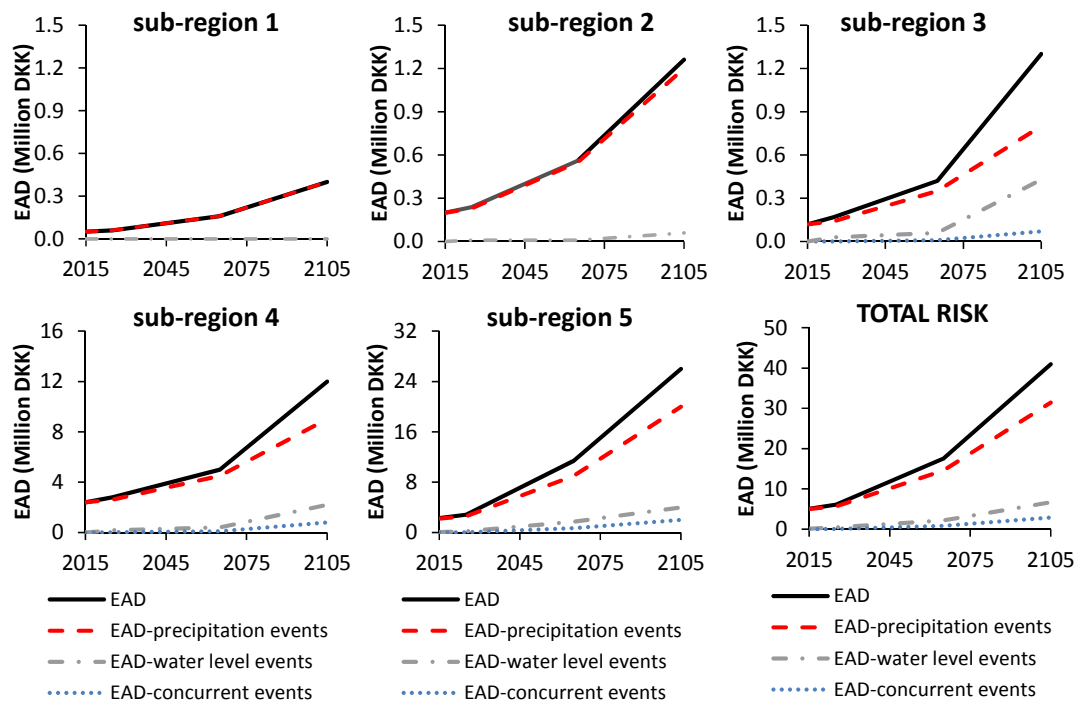 sub-region 1
EAD (Million DKK)
1.5
1.2
0.9
0.6
0.3
0.0
2015 2045 2075 2105
sub-region 2
EAD (Million DKK)
1.5
1.2
0.9
0.6
0.3
0.0
2015 2045 2075 2105
sub-region 3
EAD (Million DKK)
1.5
1.2
0.9
0.6
0.3
0.0
2015 2045 2075 2105
sub-region 4
EAD (Million DKK)
16
12
8
4
0
2015 2045 2075 2105
EAD
EAD-precipitation events
EAD-water level events
EAD-concurrent events
sub-region 5
EAD (Million DKK)
32
24
16
8
0
2015 2045 2075 2105
EAD
EAD-precipitation events
EAD-water level events
EAD-concurrent events
TOTAL RISK
EAD (Million DKK)
50
40
30
20
10
0
2015 2045 2075 2105
EAD
EAD-precipitation events
EAD-water level events
EAD-concurrent events